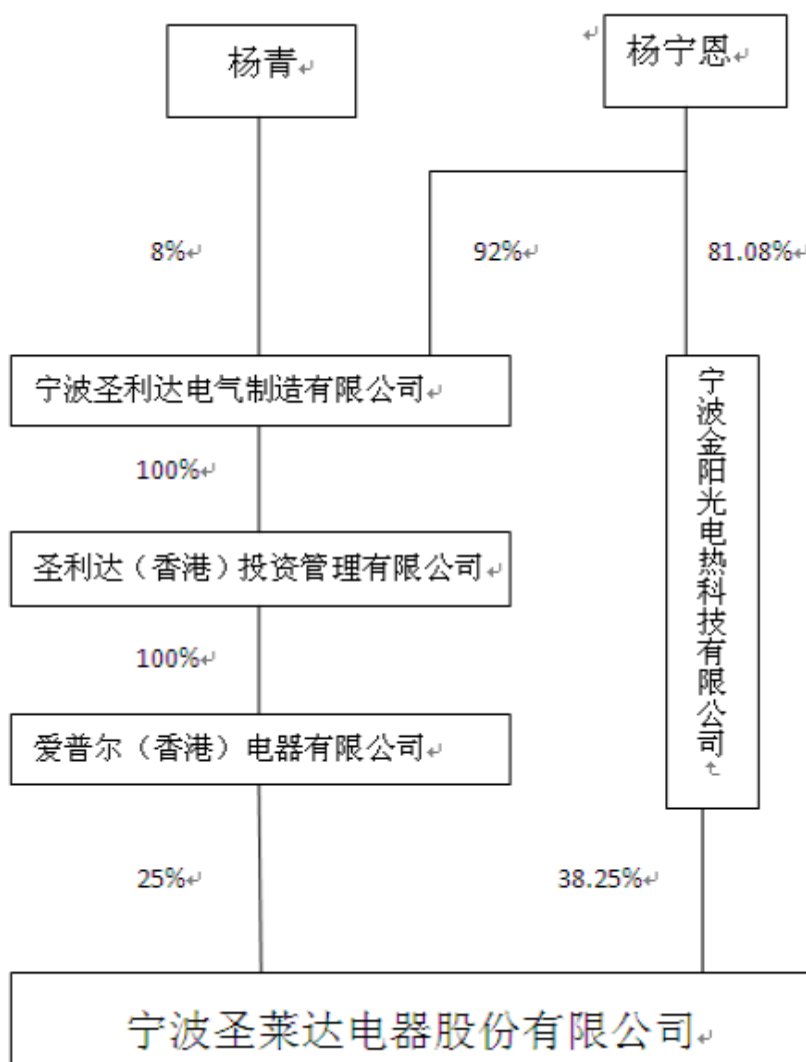 杨青
杨宁恩
8%
92%
81.08%
宁波圣利达电气制造有限公司
宁波金阳光电热科技有限公司
100%
圣利达（香港）投资管理有限公司
100%
爱普尔（香港）电器有限公司
25%
38.25%
宁波圣莱达电器股份有限公司